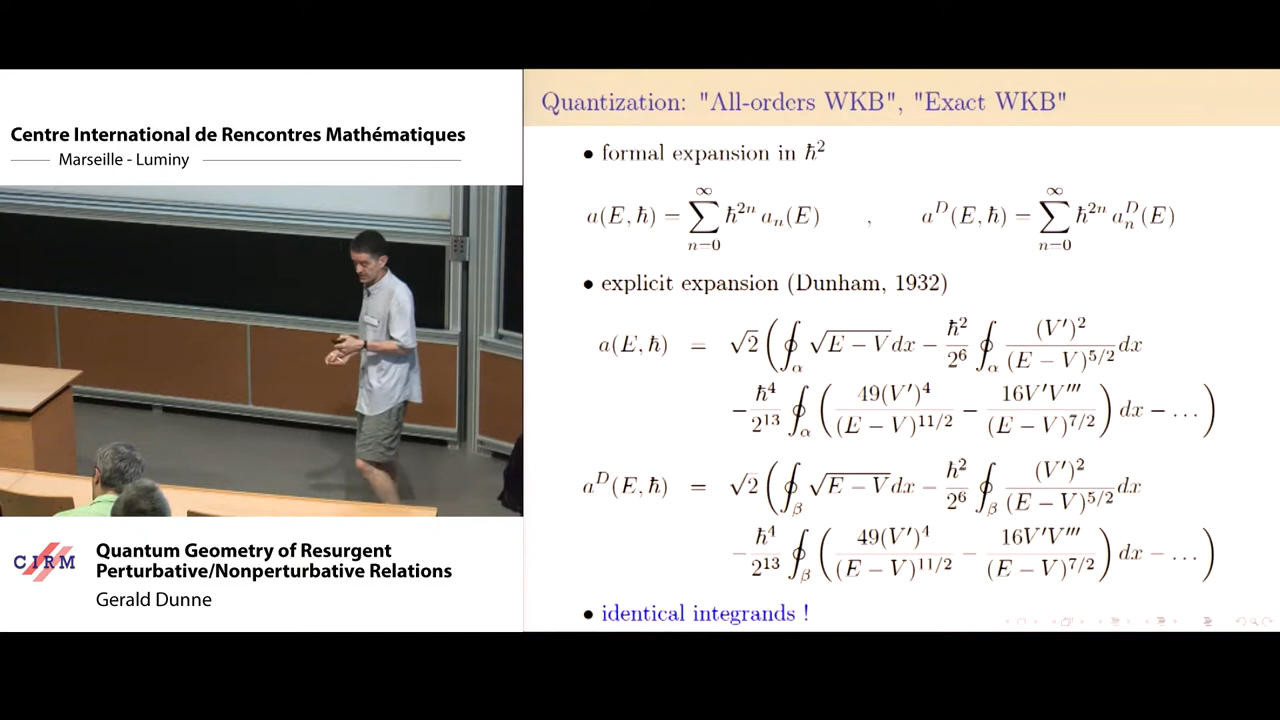 Centre International de Rencontres Mathématiques
Marseille - Luminy
CIRM
Quantum Geometry of Resurgent
Perturbative/Nonperturbative Relations
Gerald Dunne
Quantization: "All-orders WKB", "Exact WKB"
• formal expansion in ℏ²
a(E, ℏ) = ∑_{n=0}^{∞} ℏ^{2n} a_n(E) , a^D(E, ℏ) = ∑_{n=0}^{∞} ℏ^{2n} a_n^D(E)
• explicit expansion (Dunham, 1932)
a(E, ℏ) = √2 ( ∮_α √(E − V) dx − ℏ²/2⁶ ∮_α (V′)²/(E − V)^{5/2} dx
− ℏ⁴/2¹³ ∮_α ( 49(V′)⁴/(E − V)^{11/2} − 16V′V‴/(E − V)^{7/2} ) dx − … )
a^D(E, ℏ) = √2 ( ∮_β √(E − V) dx − ℏ²/2⁶ ∮_β (V′)²/(E − V)^{5/2} dx
− ℏ⁴/2¹³ ∮_β ( 49(V′)⁴/(E − V)^{11/2} − 16V′V‴/(E − V)^{7/2} ) dx − … )
• identical integrands !